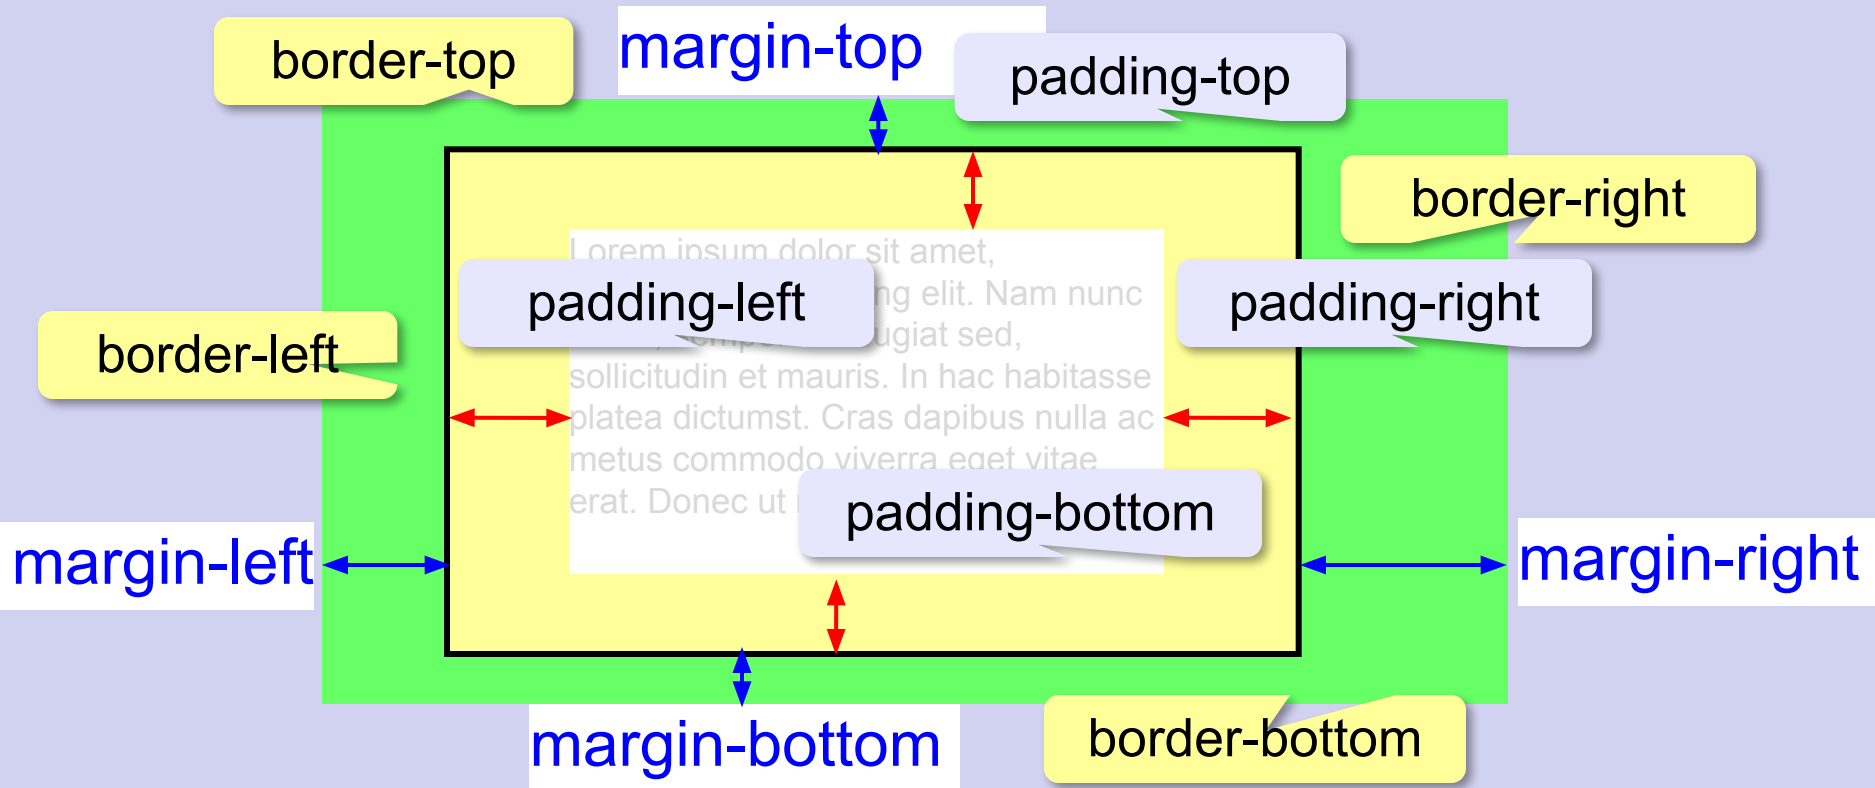 border-top
margin-top
padding-top
border-right
Lorem ipsum dolor sit amet,
padding-left
elit. Nam nunc
padding-right
border-left
sed,
sollicitudin et mauris. In hac habitasse
platea dictumst. Cras dapibus nulla ac
metus commodo viverra eget vitae
erat. Donec ut
padding-bottom
margin-left
margin-right
margin-bottom
border-bottom